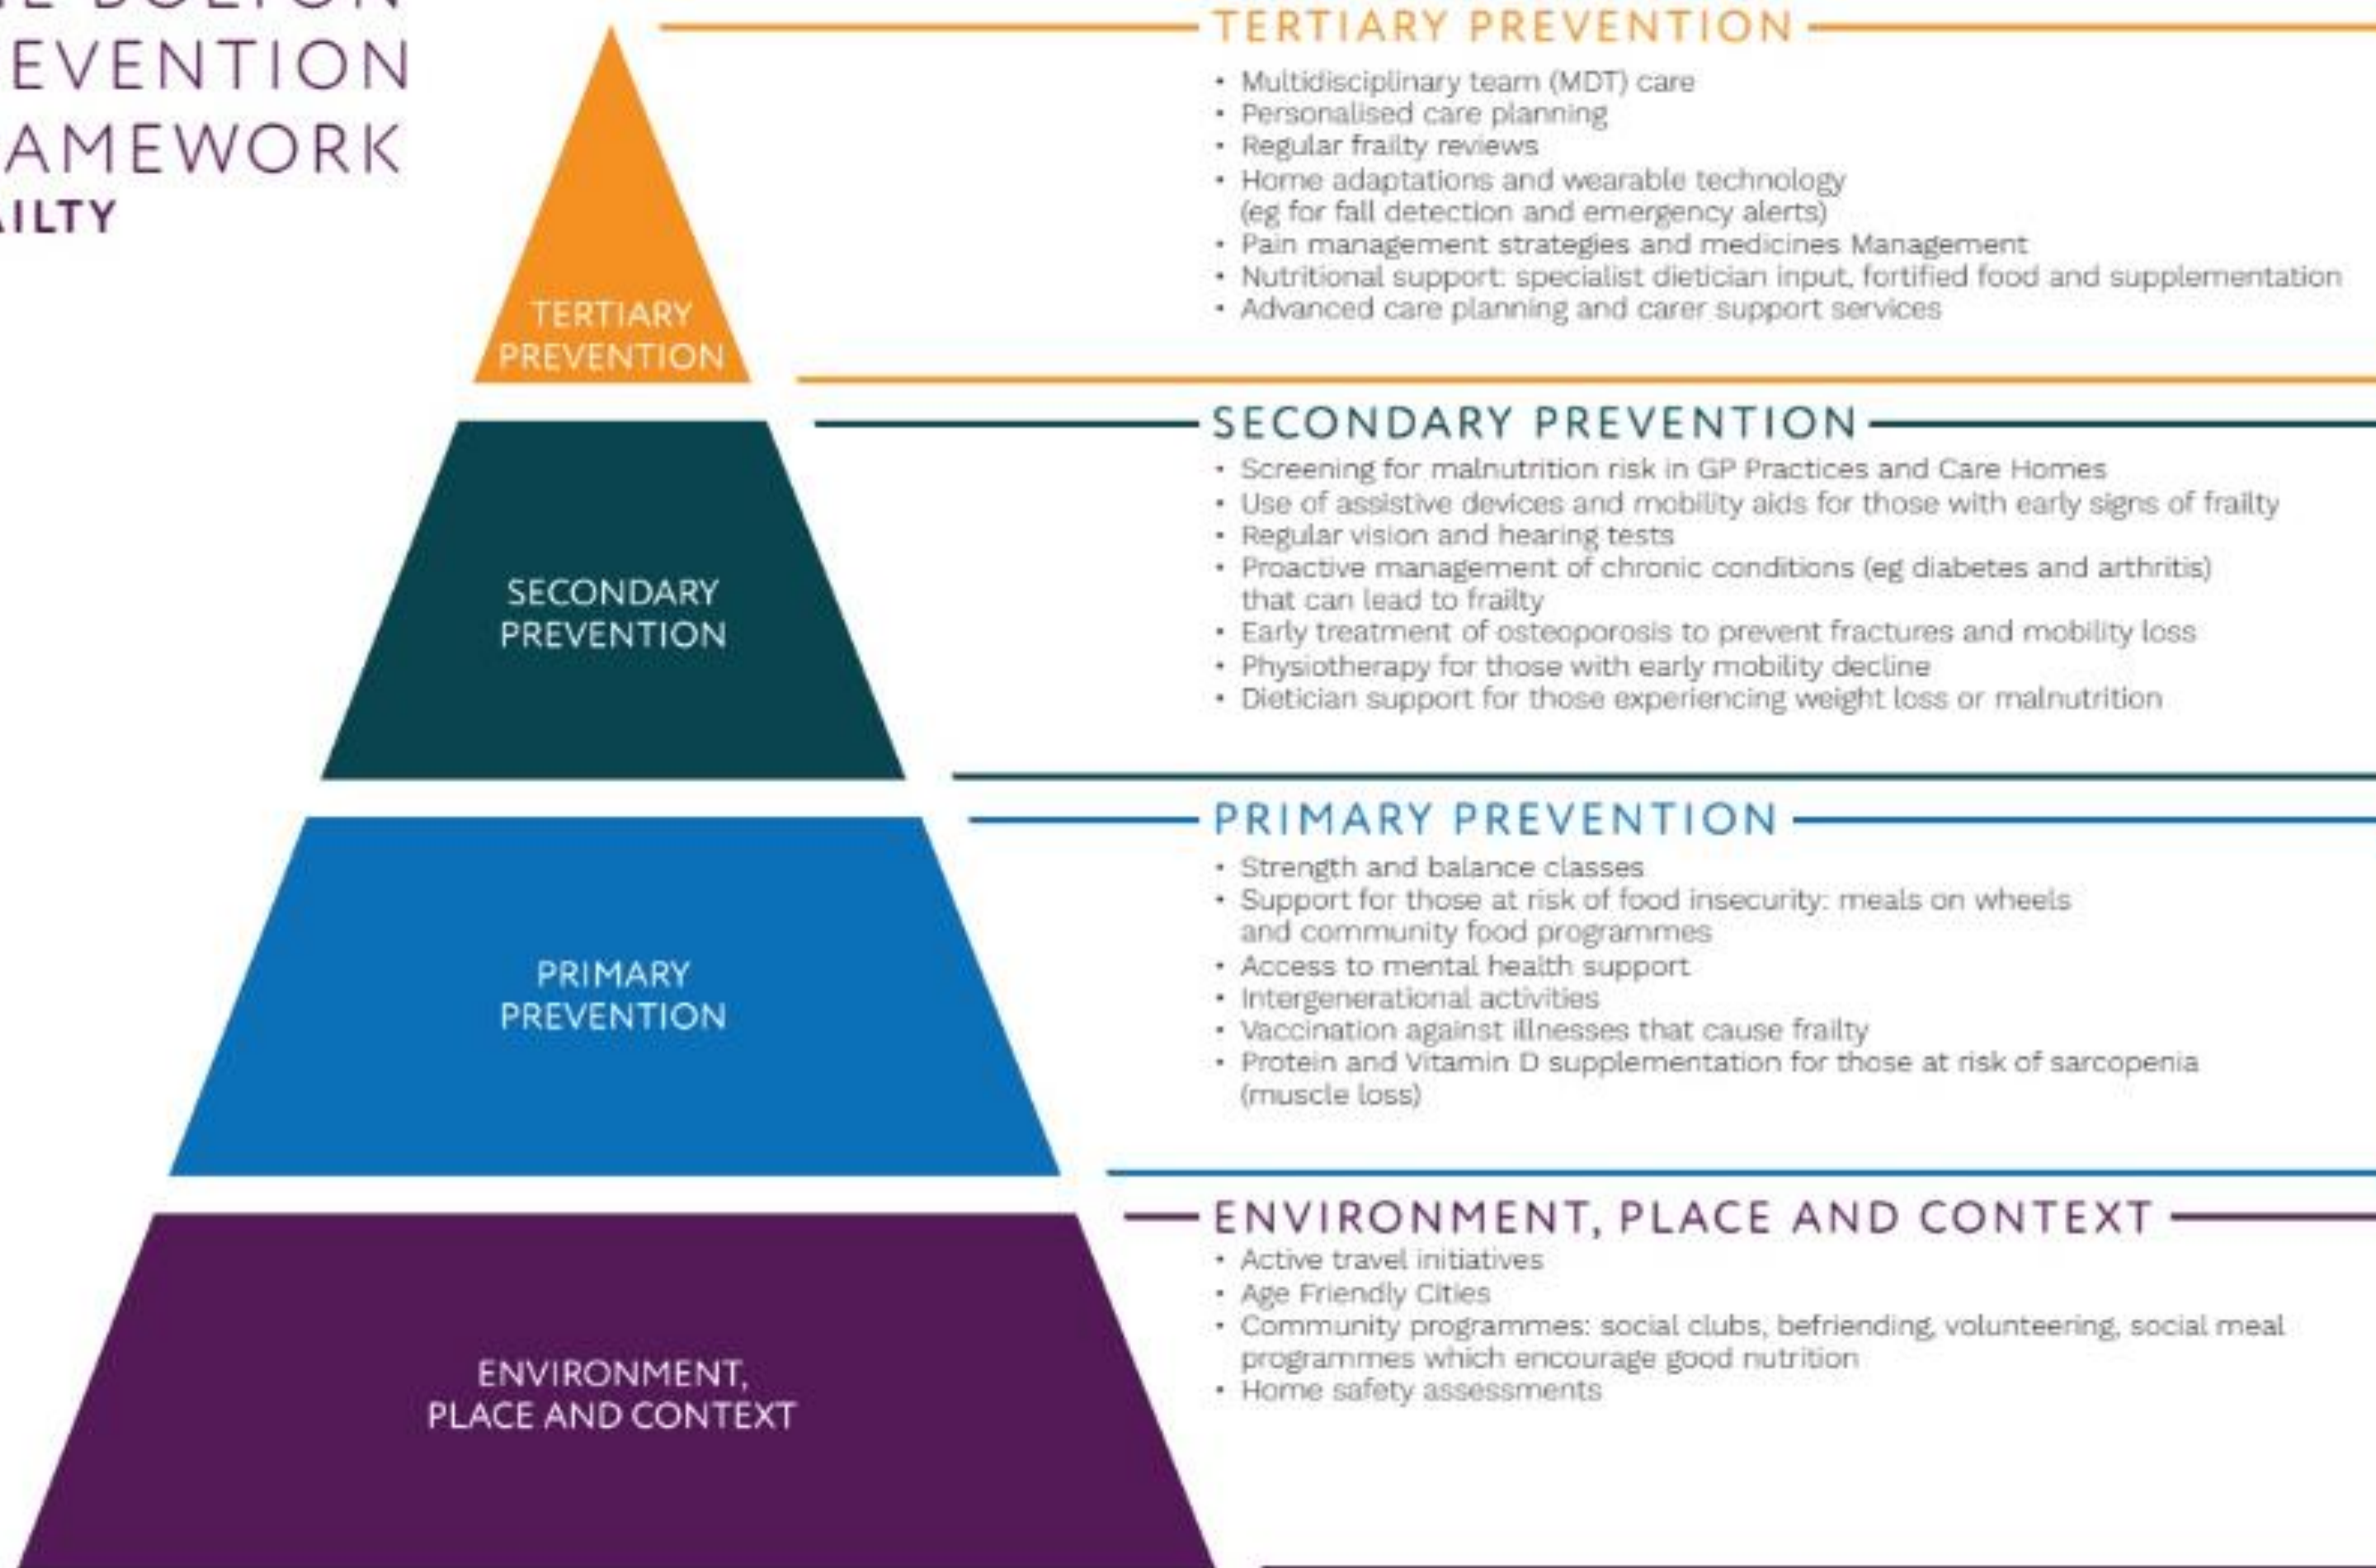 BOLTON
EVENTION
AMEWORK
AILTY
TERTIARY
PREVENTION
SECONDARY
PREVENTION
PRIMARY
PREVENTION
ENVIRONMENT,
PLACE AND CONTEXT
TERTIARY PREVENTION
• Multidisciplinary team (MDT) care
• Personalised care planning
• Regular frailty reviews
• Home adaptations and wearable technology
(eg for fall detection and emergency alerts)
• Pain management strategies and medicines Management
• Nutritional support: specialist dietician input, fortified food and supplementation
• Advanced care planning and carer support services
SECONDARY PREVENTION
• Screening for malnutrition risk in GP Practices and Care Homes
• Use of assistive devices and mobility aids for those with early signs of frailty
• Regular vision and hearing tests
• Proactive management of chronic conditions (eg diabetes and arthritis)
that can lead to frailty
• Early treatment of osteoporosis to prevent fractures and mobility loss
• Physiotherapy for those with early mobility decline
• Dietician support for those experiencing weight loss or malnutrition
PRIMARY PREVENTION
• Strength and balance classes
• Support for those at risk of food insecurity: meals on wheels
and community food programmes
• Access to mental health support
• Intergenerational activities
• Vaccination against illnesses that cause frailty
• Protein and Vitamin D supplementation for those at risk of sarcopenia
(muscle loss)
ENVIRONMENT, PLACE AND CONTEXT
• Active travel initiatives
• Age Friendly Cities
• Community programmes: social clubs, befriending, volunteering, social meal
programmes which encourage good nutrition
• Home safety assessments